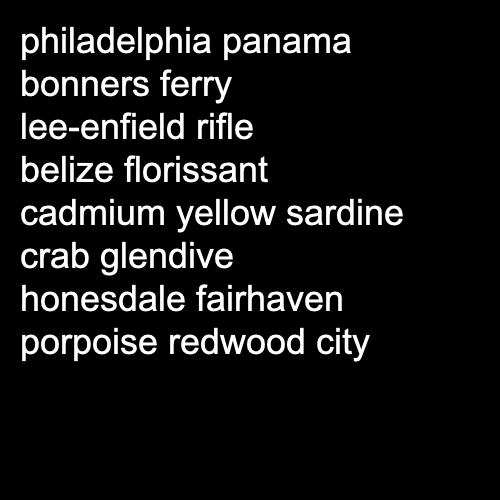 philadelphia panama
bonners ferry
lee-enfield rifle
belize florissant
cadmium yellow sardine
crab glendive
honesdale fairhaven
porpoise redwood city